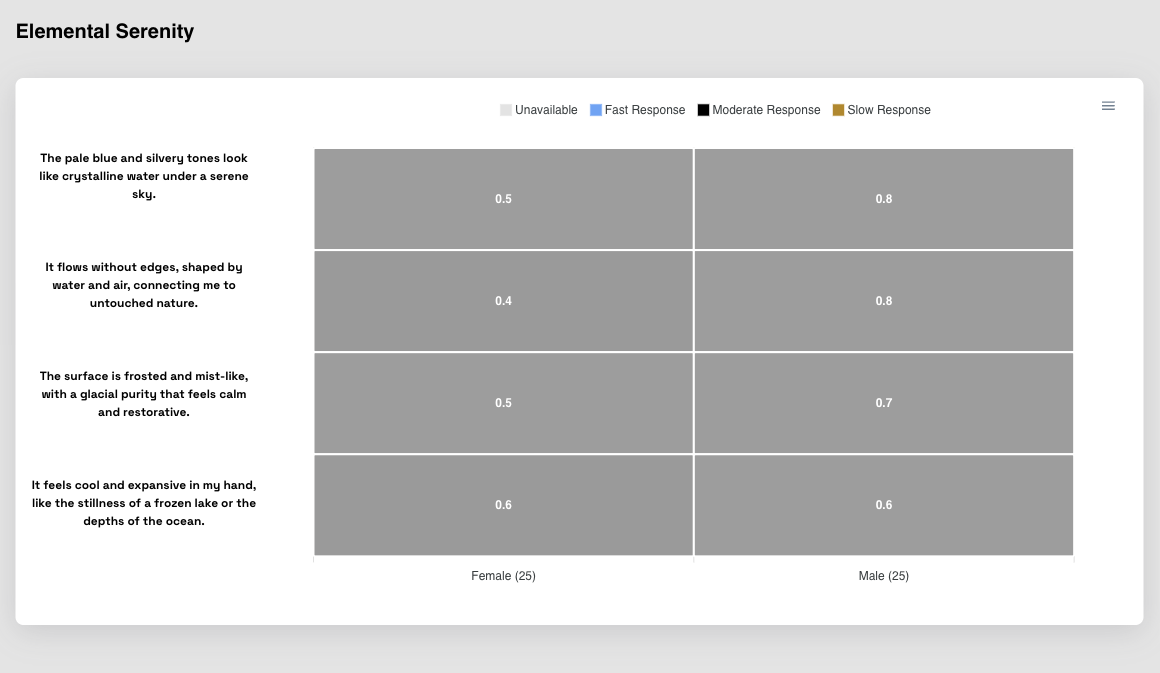 Elemental Serenity
Unavailable Fast Response Moderate Response Slow Response
The pale blue and silvery tones look
like crystalline water under a serene
sky.
0.5 0.8
It flows without edges, shaped by
water and air, connecting me to
untouched nature.
0.4 0.8
The surface is frosted and mist-like,
with a glacial purity that feels calm
and restorative.
0.5 0.7
It feels cool and expansive in my hand,
like the stillness of a frozen lake or the
depths of the ocean.
0.6 0.6
Female (25) Male (25)